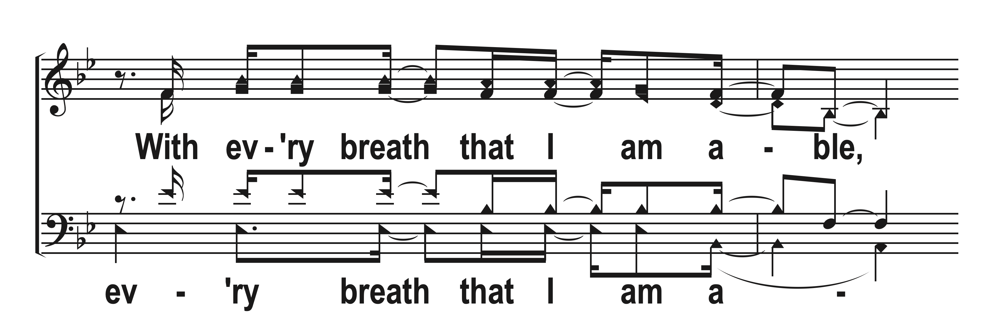 With ev - 'ry breath that I am a - ble,
ev - 'ry breath that I am a -